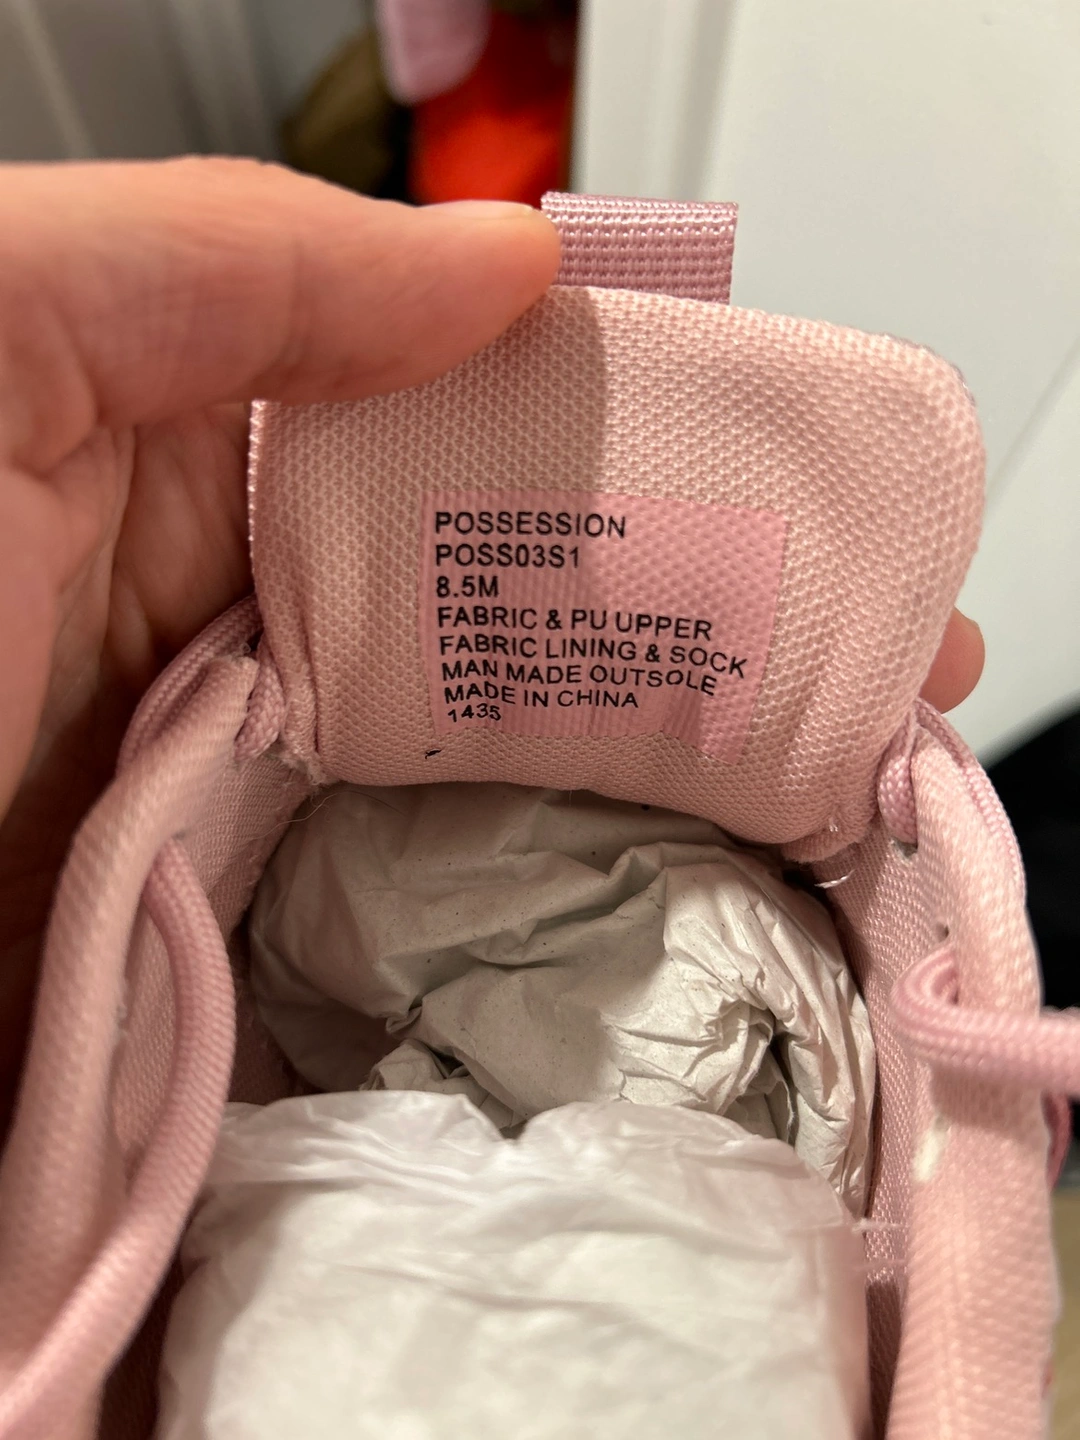 POSSESSION
POSS03S1
8.5M
FABRIC & PU UPPER
FABRIC LINING & SOCK
MAN MADE OUTSOLE
MADE IN CHINA
1435